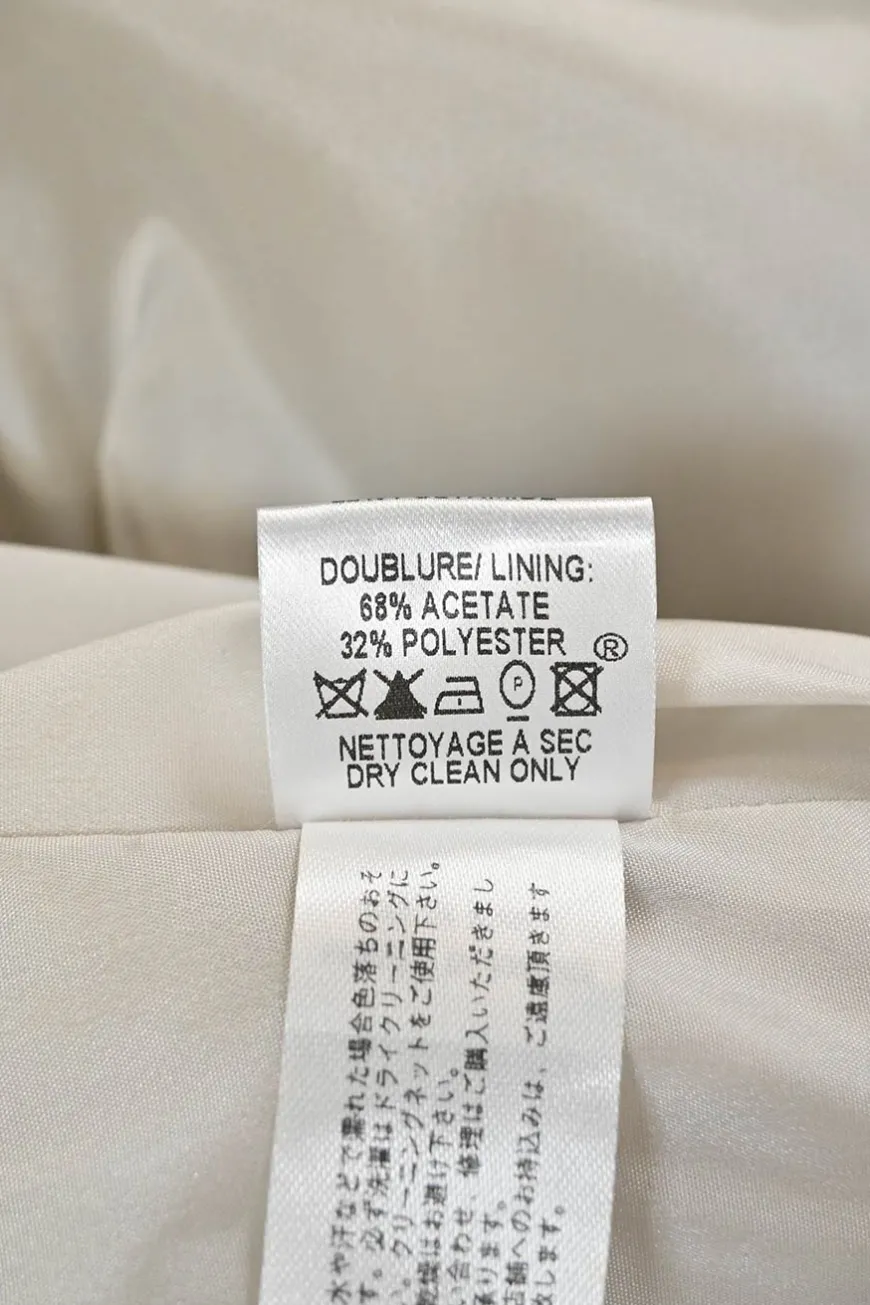 DOUBLURE/ LINING:
68% ACETATE
32% POLYESTER ®
P
NETTOYAGE A SEC
DRY CLEAN ONLY
水や汗などで濡れた場合色落ちのおそ
す。必ず洗濯はドライクリーニングに
い。クリーニングネットをご使用下さい。
乾燥はお避け下さい。
い合わせ、修理はご購入いただきまし
承ります。
店舗へのお持込みは、ご遠慮頂きます
致します。